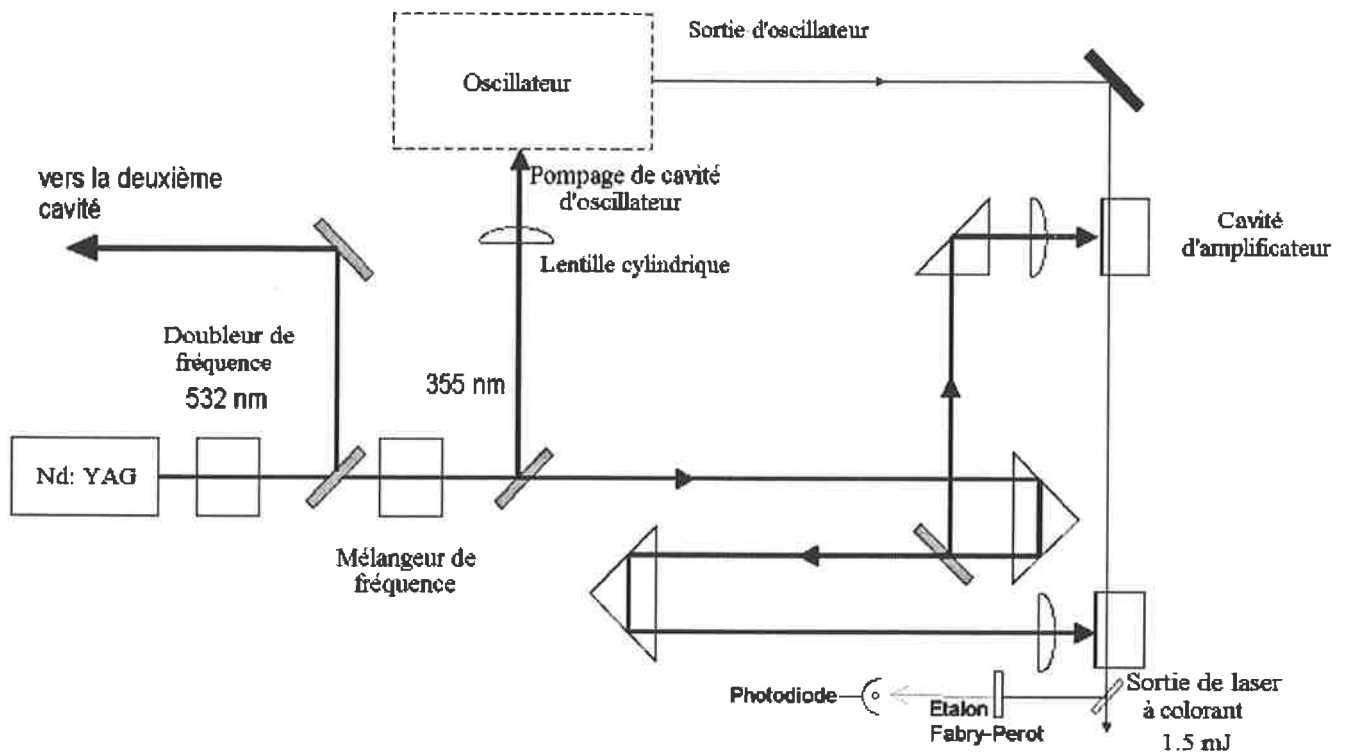 Sortie d'oscillateur
Oscillateur
vers la deuxième
cavité
Pompage de cavité
d'oscillateur
Cavité
d'amplificateur
Lentille cylindrique
Doubleur de
fréquence
532 nm
355 nm
Nd: YAG
Mélangeur de
fréquence
Photodiode
Etalon
Fabry-Perot
Sortie de laser
à colorant
1.5 mJ